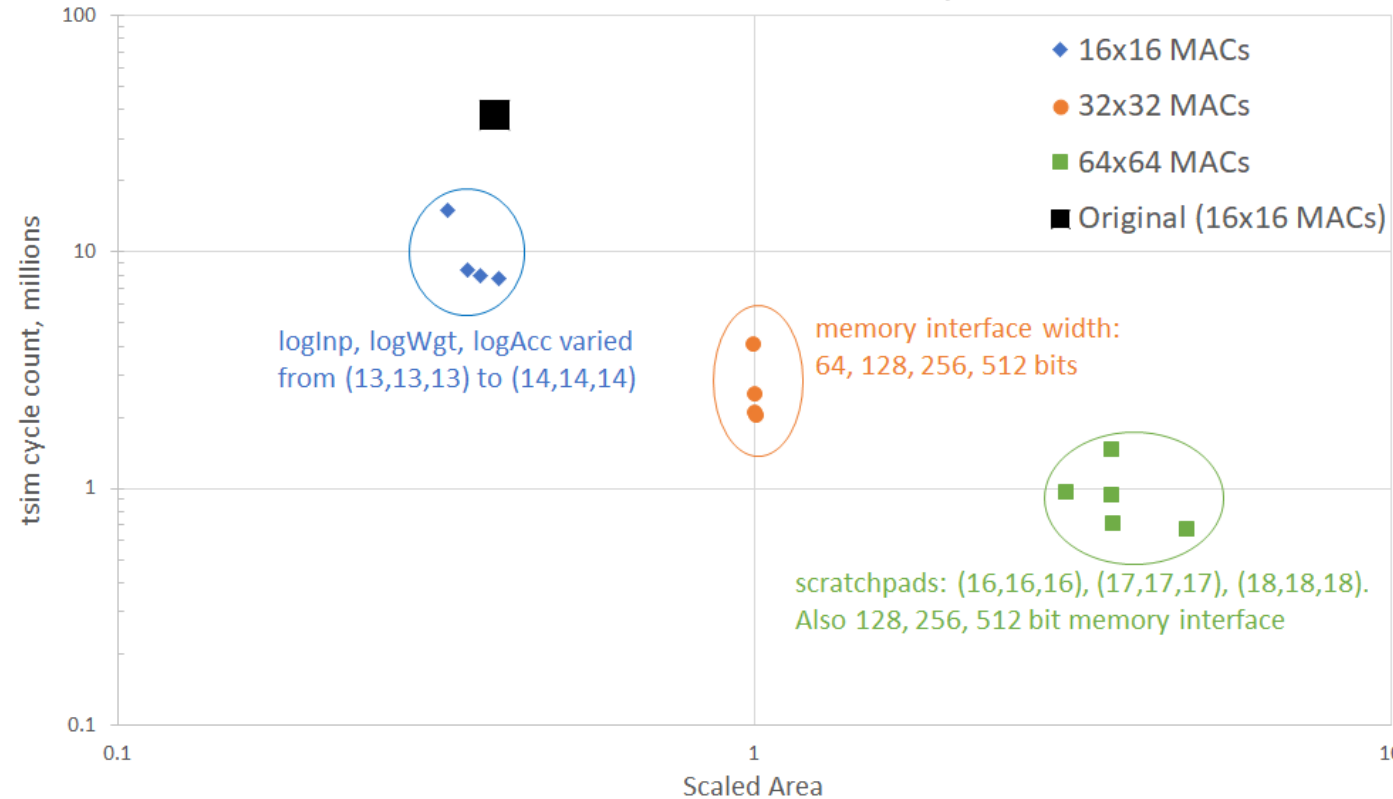 100
16x16 MACs
32x32 MACs
64x64 MACs
Original (16x16 MACs)
10
logInp, logWgt, logAcc varied
from (13,13,13) to (14,14,14)
memory interface width:
64, 128, 256, 512 bits
tsim cycle count, millions
1
scratchpads: (16,16,16), (17,17,17), (18,18,18).
Also 128, 256, 512 bit memory interface
0.1
0.1
1
10
Scaled Area